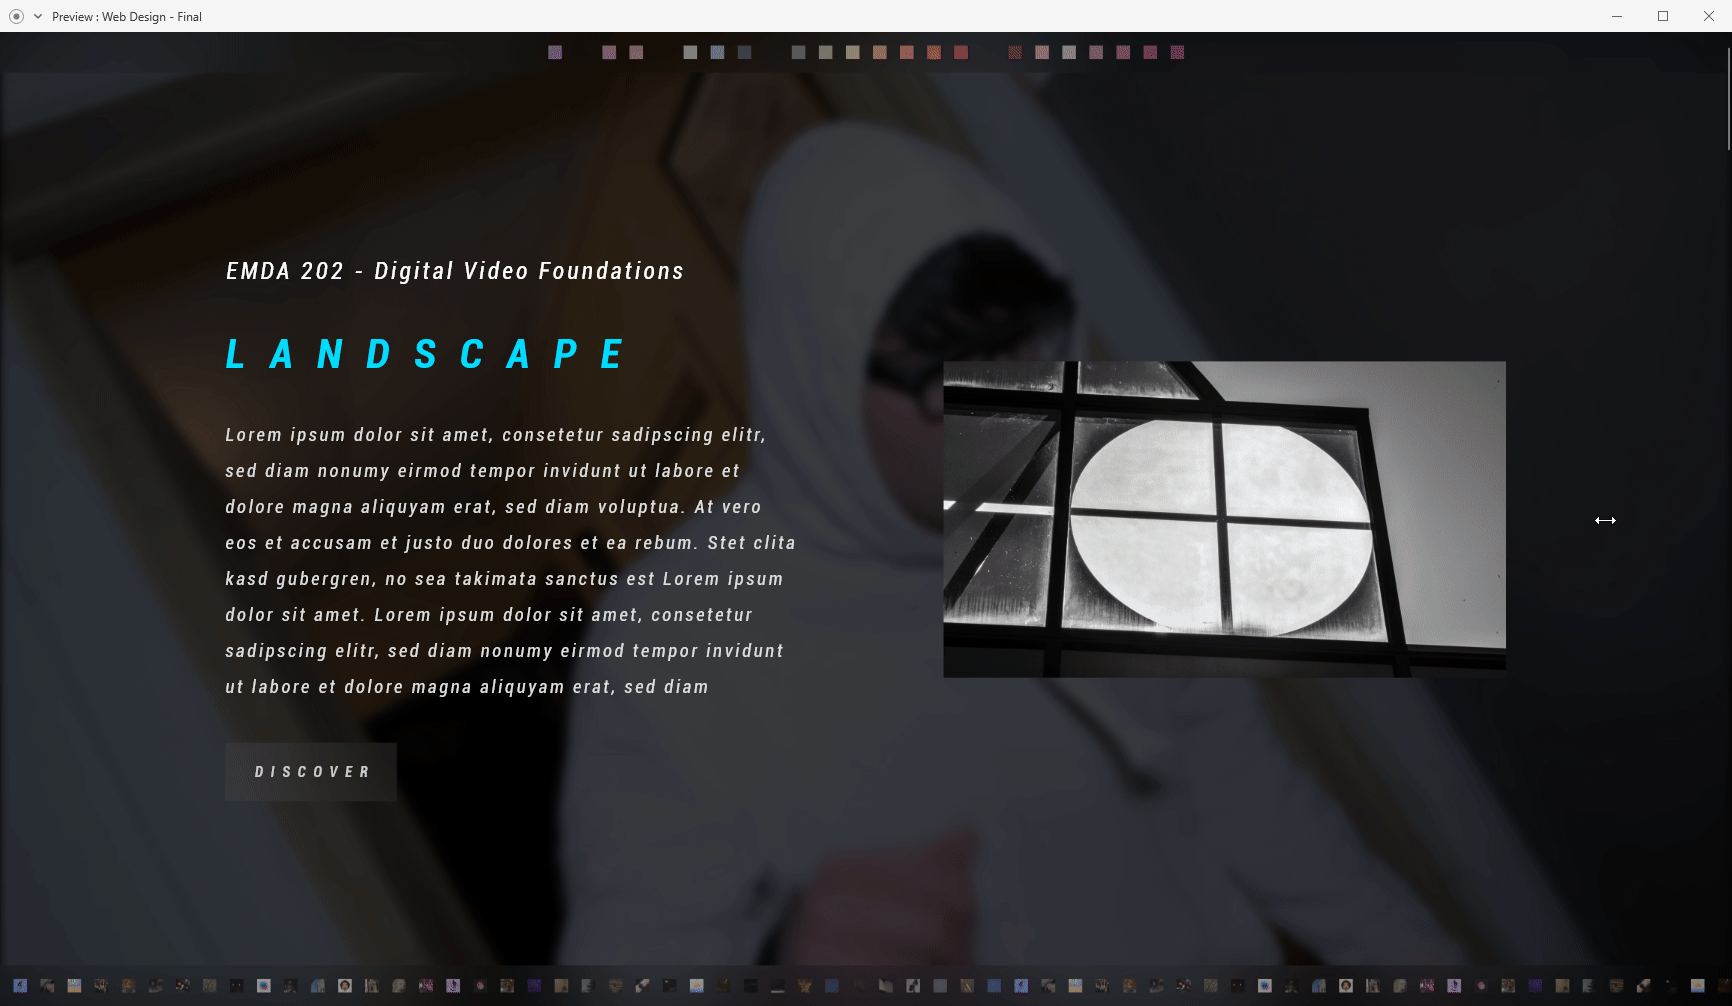 Preview : Web Design - Final
EMDA 202 - Digital Video Foundations
LANDSCAPE
Lorem ipsum dolor sit amet, consetetur sadipscing elitr,
sed diam nonumy eirmod tempor invidunt ut labore et
dolore magna aliquyam erat, sed diam voluptua. At vero
eos et accusam et justo duo dolores et ea rebum. Stet clita
kasd gubergren, no sea takimata sanctus est Lorem ipsum
dolor sit amet. Lorem ipsum dolor sit amet, consetetur
sadipscing elitr, sed diam nonumy eirmod tempor invidunt
ut labore et dolore magna aliquyam erat, sed diam
DISCOVER